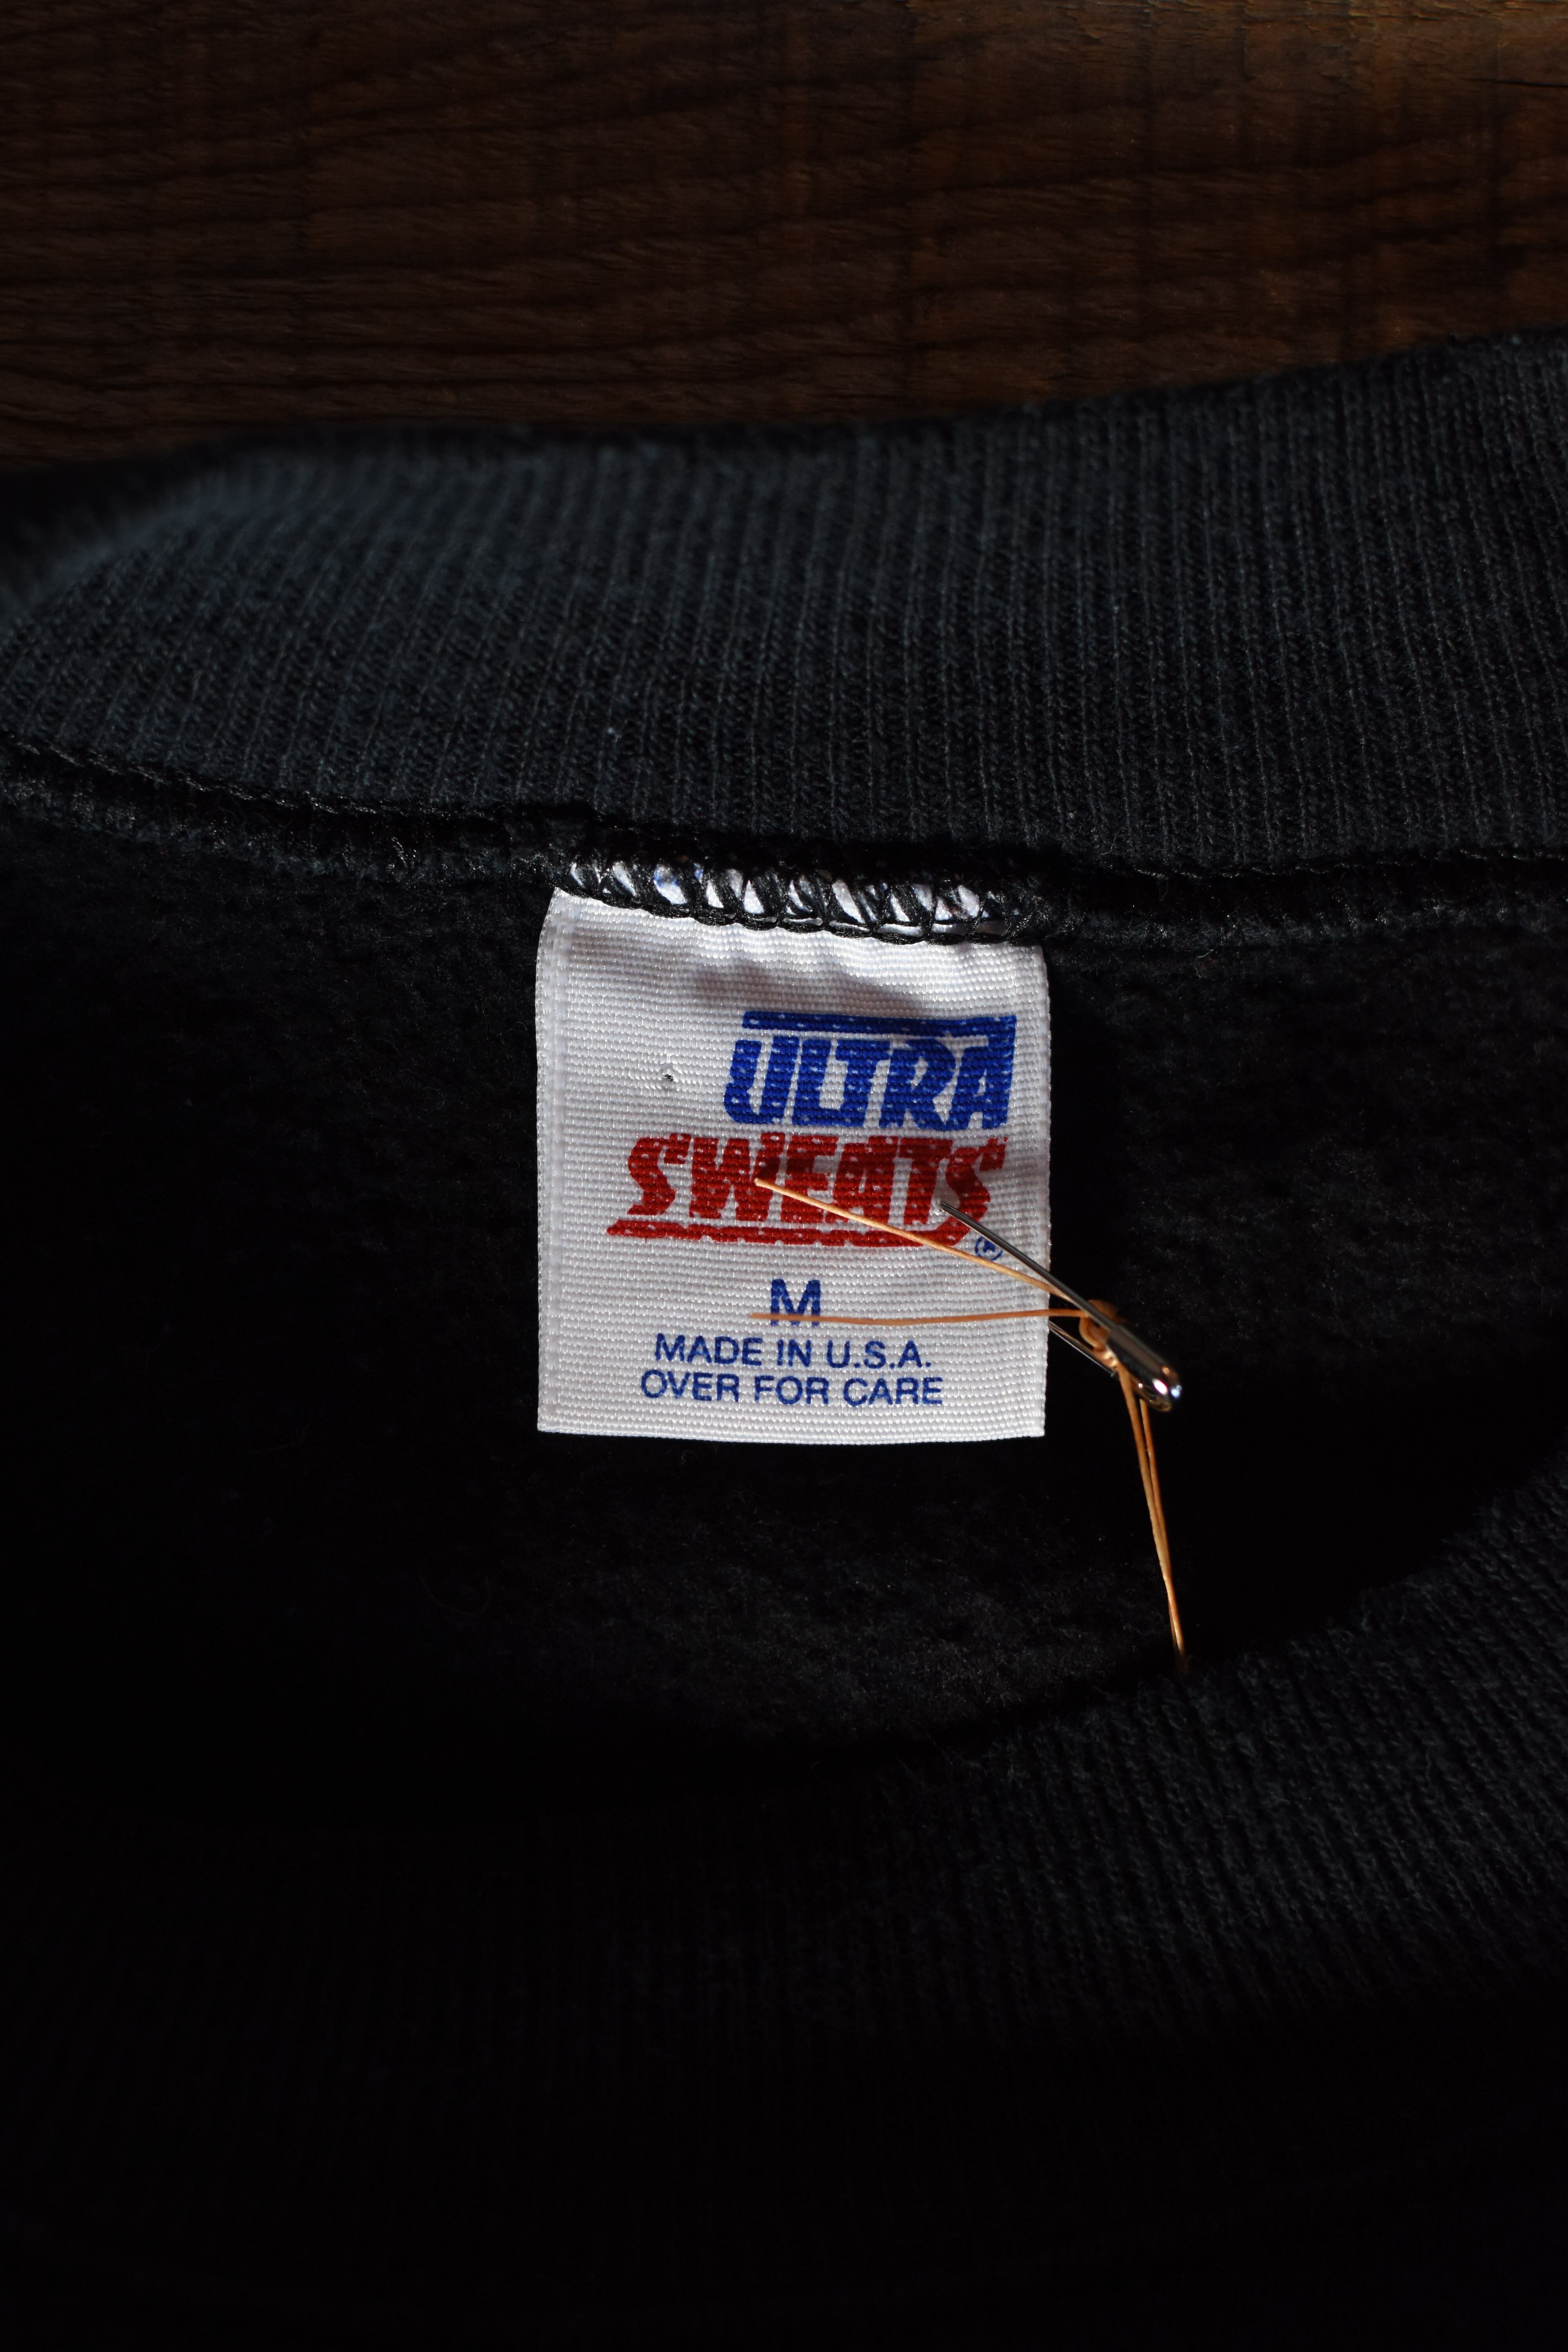 ULTRA
SWEATS®
M
MADE IN U.S.A.
OVER FOR CARE